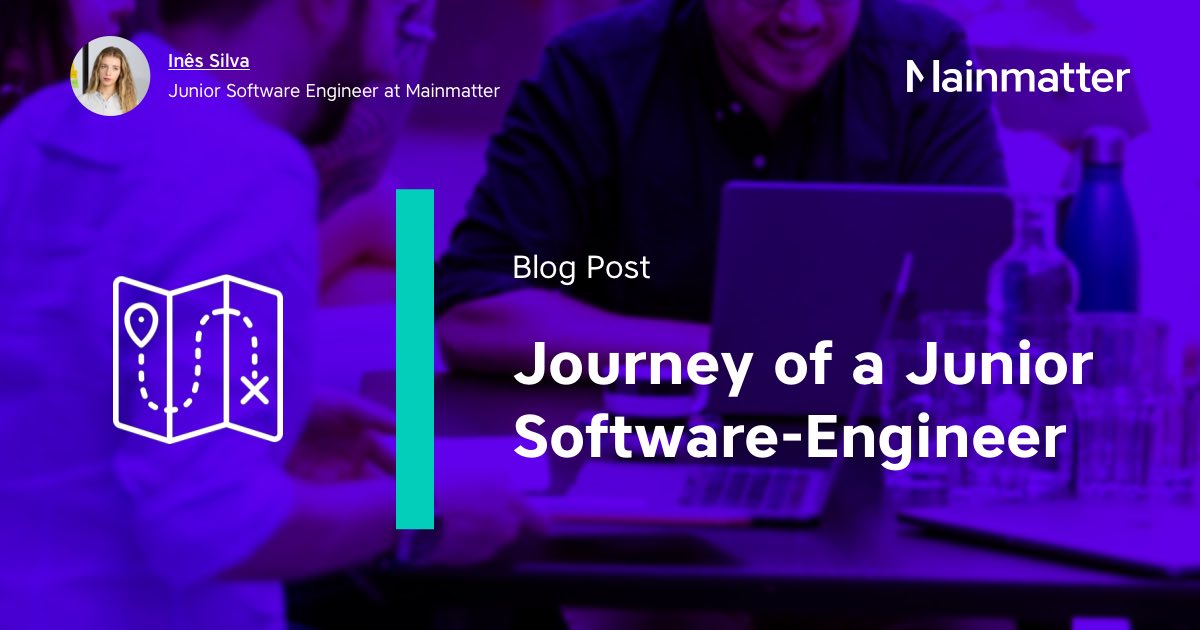 Inês Silva
Junior Software Engineer at Mainmatter
Mainmatter
Blog Post
Journey of a Junior
Software-Engineer